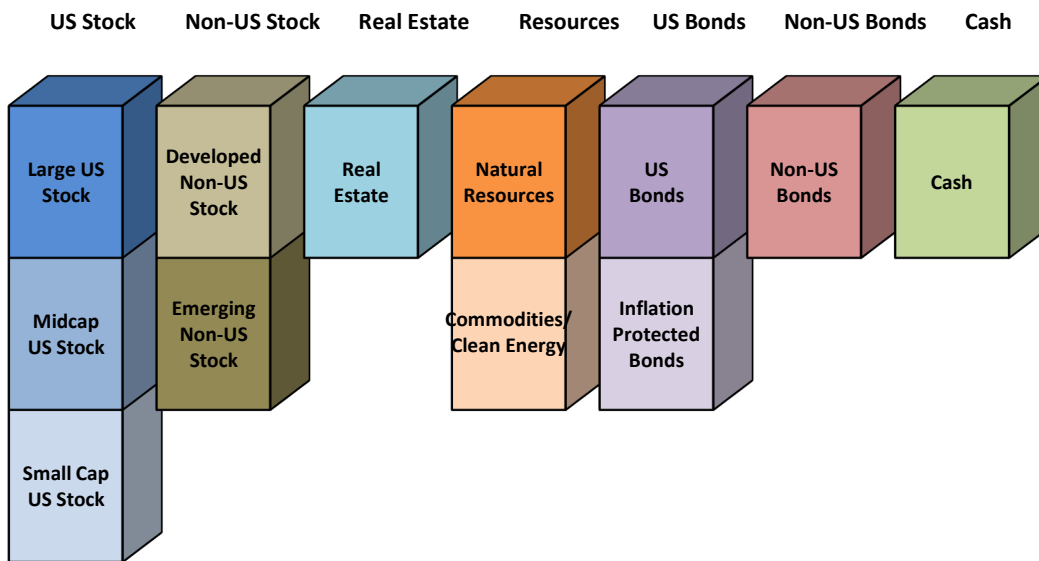 US Stock Non-US Stock Real Estate Resources US Bonds Non-US Bonds Cash
Large US
Stock
Developed
Non-US
Stock
Real
Estate
Natural
Resources
US
Bonds
Non-US
Bonds
Cash
Midcap
US Stock
Emerging
Non-US
Stock
Commodities/
Clean Energy
Inflation
Protected
Bonds
Small Cap
US Stock